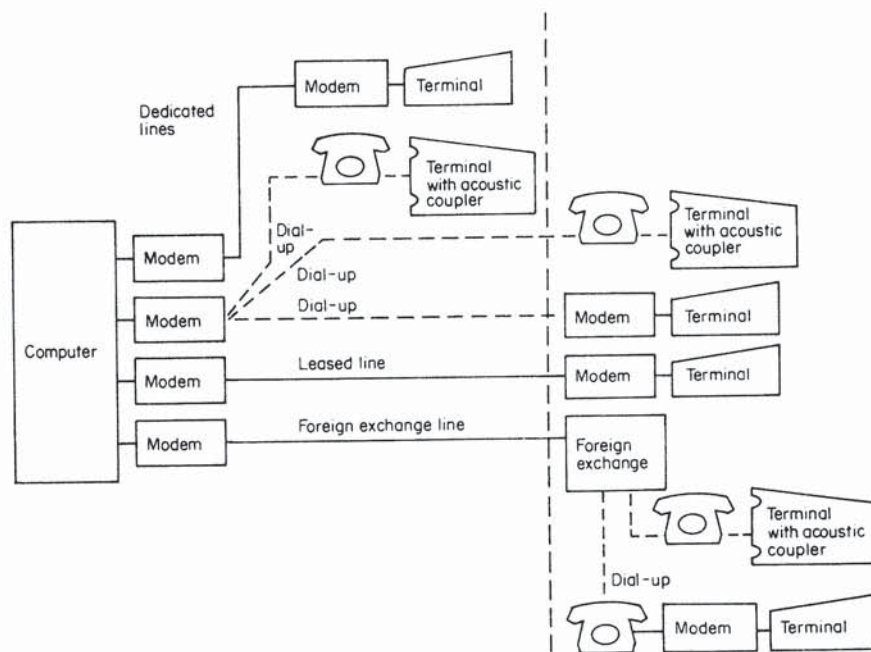 Modem
Terminal
Dedicated
lines
Terminal
with acoustic
coupler
Terminal
with acoustic
coupler
Dial-
up
Modem
Dial-up
Modem
Dial-up
Modem
Terminal
Computer
Modem
Leased line
Modem
Terminal
Modem
Foreign exchange line
Foreign
exchange
Terminal
with acoustic
coupler
Dial-up
Modem
Terminal